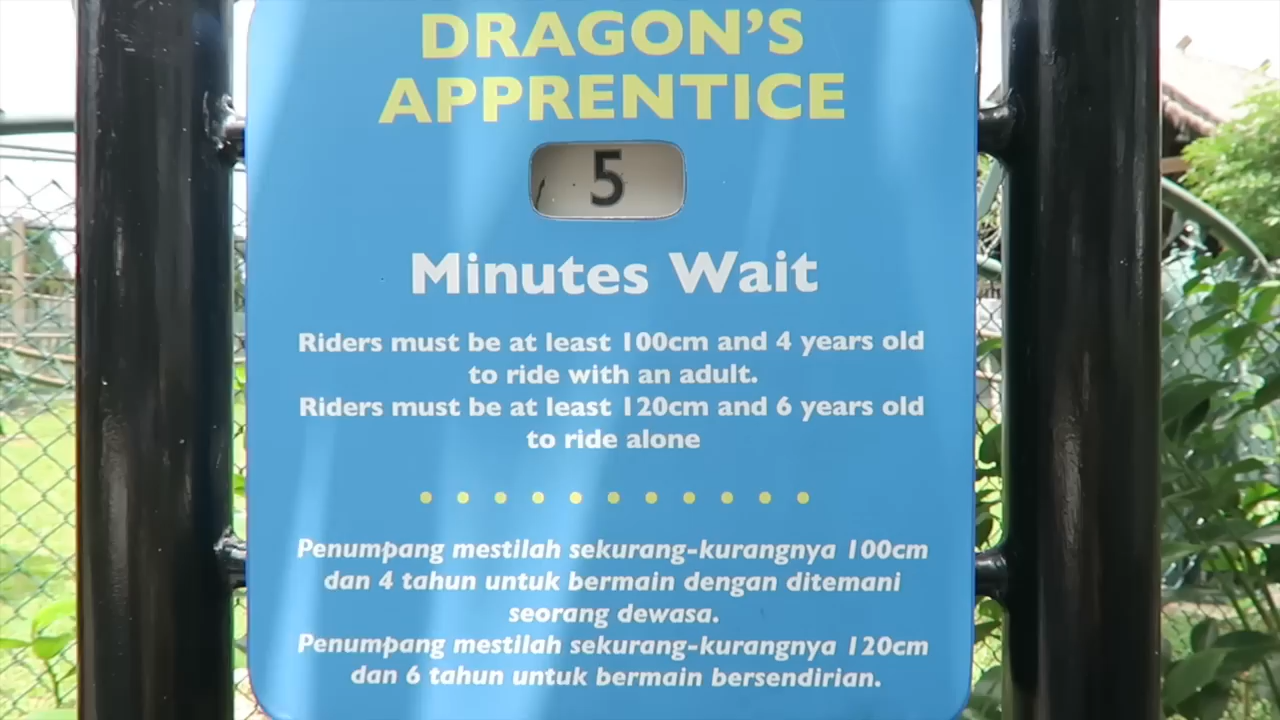 DRAGON'S
APPRENTICE
5
Minutes Wait
Riders must be at least 100cm and 4 years old
to ride with an adult.
Riders must be at least 120cm and 6 years old
to ride alone
Penumpang mestilah sekurang-kurangnya 100cm
dan 4 tahun untuk bermain dengan ditemani
seorang dewasa.
Penumpang mestilah sekurang-kurangnya 120cm
dan 6 tahun untuk bermain bersendirian.